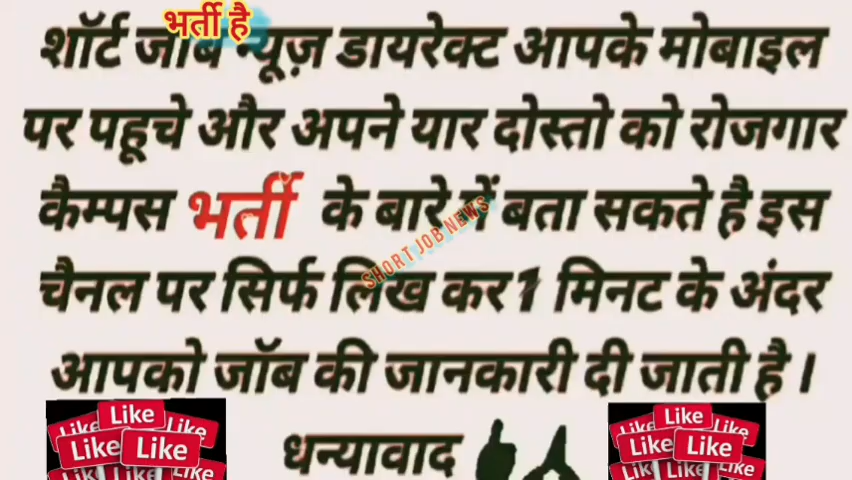 भर्ती है
शॉर्ट जॉब न्यूज़ डायरेक्ट आपके मोबाइल
पर पहूचे और अपने यार दोस्तो को रोजगार
कैम्पस भर्ती के बारे में बता सकते है इस
SHORT JOB NEWS
चैनल पर सिर्फ लिख कर 1 मिनट के अंदर
आपको जॉब की जानकारी दी जाती है ।
धन्यावाद
Like Like Like Like
Like Like Like Like